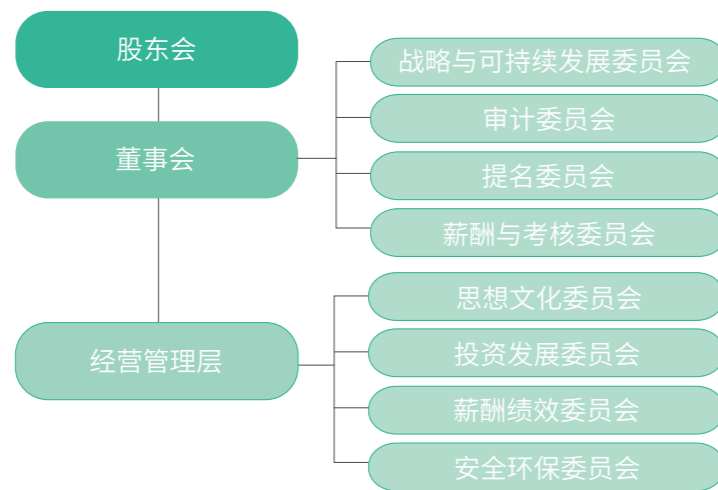 股东会
董事会
战略与可持续发展委员会
审计委员会
提名委员会
薪酬与考核委员会
经营管理层
思想文化委员会
投资发展委员会
薪酬绩效委员会
安全环保委员会